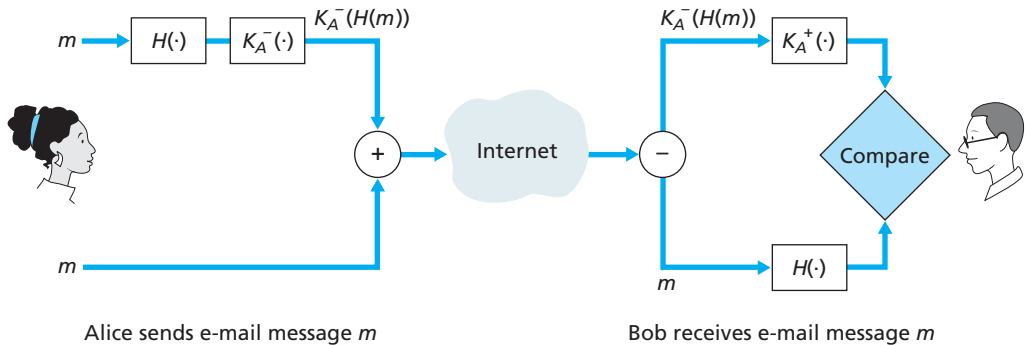 m H(·) K_A^−(·) K_A^−(H(m))
+
m
Alice sends e-mail message m
Internet
−
K_A^−(H(m)) K_A^+(·)
Compare
m H(·)
Bob receives e-mail message m